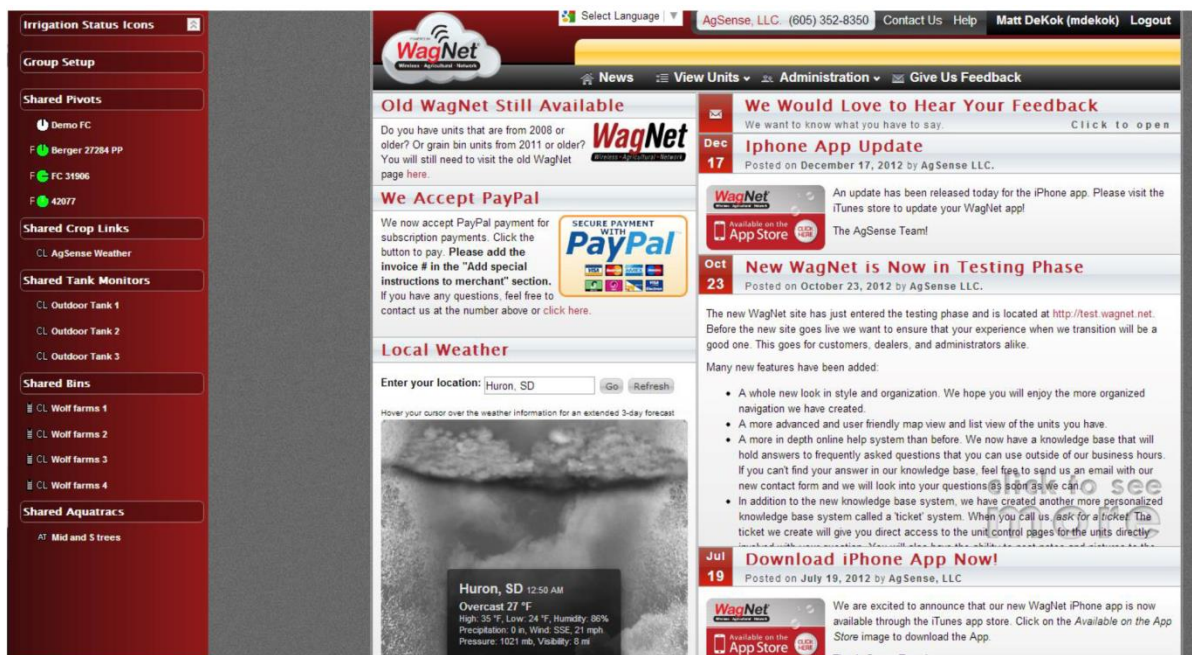 Irrigation Status Icons
Group Setup
Shared Pivots
Demo FC
F Berger 27284 PP
F FC 31906
F 42077
Shared Crop Links
CL AgSense Weather
Shared Tank Monitors
CL Outdoor Tank 1
CL Outdoor Tank 2
CL Outdoor Tank 3
Shared Bins
CL Wolf farms 1
CL Wolf farms 2
CL Wolf farms 3
CL Wolf farms 4
Shared Aquatracs
AT Mid and S trees
Select Language ▼
AgSense, LLC. (605) 352-8350 Contact Us Help Matt DeKok (mdekok) Logout
POWERED BY
WagNet
Wireless - Agricultural - Network
News View Units Administration Give Us Feedback
Old WagNet Still Available
Do you have units that are from 2008 or
older? Or grain bin units from 2011 or older?
You will still need to visit the old WagNet
page here.
WagNet
Wireless - Agricultural - Network
We Accept PayPal
We now accept PayPal payment for
subscription payments. Click the
button to pay. Please add the
invoice # in the "Add special
instructions to merchant" section.
If you have any questions, feel free to
contact us at the number above or click here.
SECURE PAYMENT
WITH
PayPal
VISA
Local Weather
Enter your location: Huron, SD Go Refresh
Hover your cursor over the weather information for an extended 3-day forecast
Huron, SD 12:50 AM
Overcast 27 °F
High: 35 °F, Low: 24 °F, Humidity: 86%
Precipitation: 0 in, Wind: SSE, 21 mph
Pressure: 1021 mb, Visibility: 8 mi
We Would Love to Hear Your Feedback
We want to know what you have to say. Click to open
Dec
17
Iphone App Update
Posted on December 17, 2012 by AgSense LLC.
WagNet
Wireless - Agricultural - Network
Available on the
App Store
CLICK
HERE
An update has been released today for the iPhone app. Please visit the
iTunes store to update your WagNet app!
The AgSense Team!
Oct
23
New WagNet is Now in Testing Phase
Posted on October 23, 2012 by AgSense LLC.
The new WagNet site has just entered the testing phase and is located at http://test.wagnet.net.
Before the new site goes live we want to ensure that your experience when we transition will be a
good one. This goes for customers, dealers, and administrators alike.
Many new features have been added:
• A whole new look in style and organization. We hope you will enjoy the more organized
navigation we have created.
• A more advanced and user friendly map view and list view of the units you have.
• A more in depth online help system than before. We now have a knowledge base that will
hold answers to frequently asked questions that you can use outside of our business hours.
If you can't find your answer in our knowledge base, feel free to send us an email with our
new contact form and we will look into your questions as soon as we can.
• In addition to the new knowledge base system, we have created another more personalized
knowledge base system called a 'ticket' system. When you call us, ask for a ticket. The
ticket we create will give you direct access to the unit control pages for the units directly
click to see
more
Jul
19
Download iPhone App Now!
Posted on July 19, 2012 by AgSense, LLC
WagNet
Wireless - Agricultural - Network
Available on the
App Store
CLICK
HERE
We are excited to announce that our new WagNet iPhone app is now
available through the iTunes app store. Click on the Available on the App
Store image to download the App.